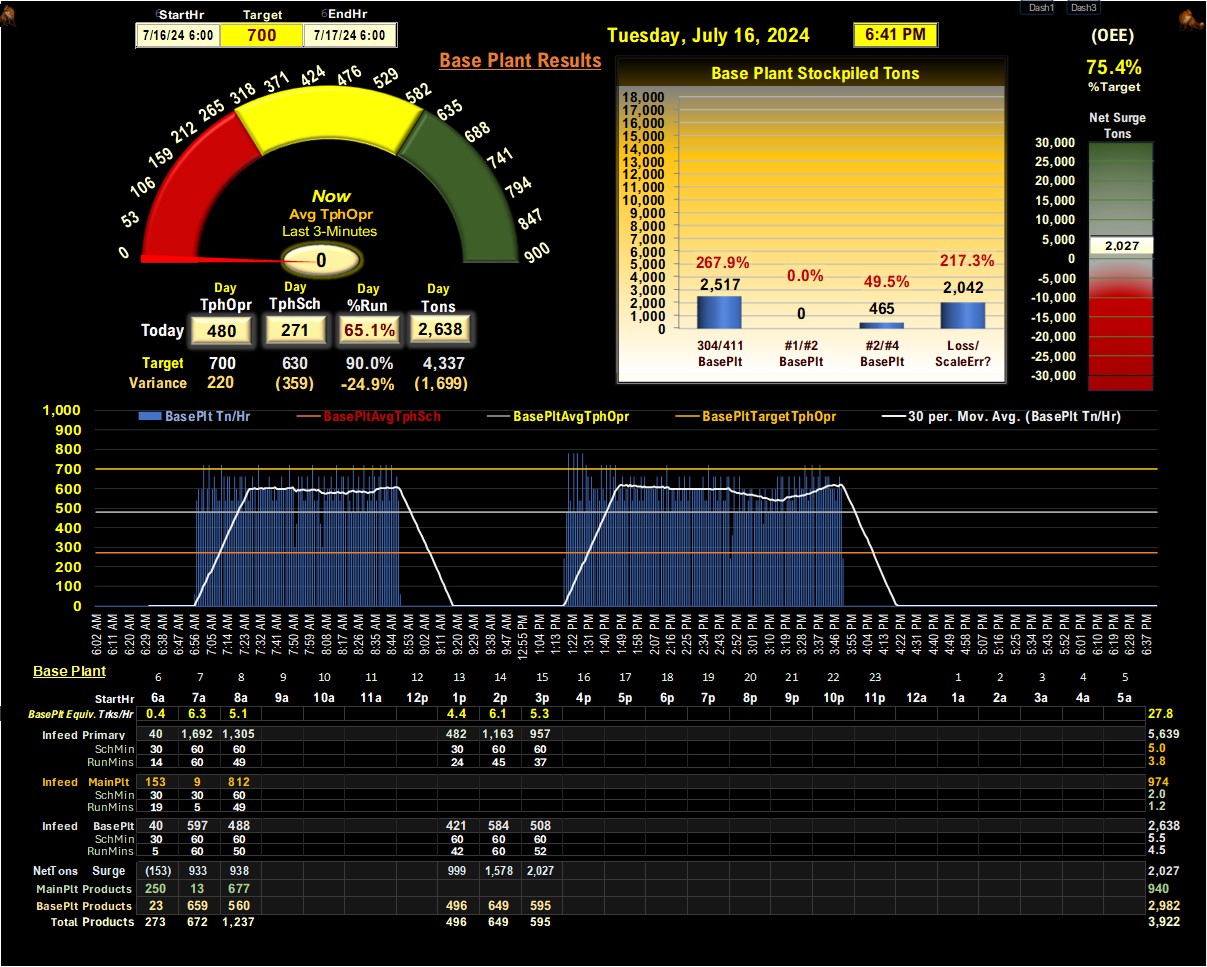 6StartHr Target 6EndHr
7/16/24 6:00 700 7/17/24 6:00
Dash1 Dash3
Tuesday, July 16, 2024 6:41 PM
Base Plant Results
(OEE)
75.4%
%Target
Net Surge
Tons
0 53 106 159 212 265 318 371 424 476 529 582 635 688 741 794 847 900
Now
Avg TphOpr
Last 3-Minutes
0
Day Day Day Day
TphOpr TphSch %Run Tons
Today 480 271 65.1% 2,638
Target 700 630 90.0% 4,337
Variance 220 (359) -24.9% (1,699)
Base Plant Stockpiled Tons
18,000
17,000
16,000
15,000
14,000
13,000
12,000
11,000
10,000
9,000
8,000
7,000
6,000
5,000
4,000
3,000
2,000
1,000
0
267.9% 0.0% 49.5% 217.3%
2,517 0 465 2,042
304/411 #1/#2 #2/#4 Loss/
BasePlt BasePlt BasePlt ScaleErr?
30,000
25,000
20,000
15,000
10,000
5,000
0
-5,000
-10,000
-15,000
-20,000
-25,000
-30,000
2,027
BasePlt Tn/Hr BasePltAvgTphSch BasePltAvgTphOpr BasePltTargetTphOpr 30 per. Mov. Avg. (BasePlt Tn/Hr)
1,000
900
800
700
600
500
400
300
200
100
0
6:02 AM 6:11 AM 6:20 AM 6:29 AM 6:38 AM 6:47 AM 6:56 AM 7:05 AM 7:14 AM 7:23 AM 7:32 AM 7:41 AM 7:50 AM 7:59 AM 8:08 AM 8:17 AM 8:26 AM 8:35 AM 8:44 AM 8:53 AM 9:02 AM 9:11 AM 9:20 AM 9:29 AM 9:38 AM 9:47 AM 12:55 PM 1:04 PM 1:13 PM 1:22 PM 1:31 PM 1:40 PM 1:49 PM 1:58 PM 2:07 PM 2:16 PM 2:25 PM 2:34 PM 2:43 PM 2:52 PM 3:01 PM 3:10 PM 3:19 PM 3:28 PM 3:37 PM 3:46 PM 3:55 PM 4:04 PM 4:13 PM 4:22 PM 4:31 PM 4:40 PM 4:49 PM 4:58 PM 5:07 PM 5:16 PM 5:25 PM 5:34 PM 5:43 PM 5:52 PM 6:01 PM 6:10 PM 6:19 PM 6:28 PM 6:37 PM
Base Plant
6 7 8 9 10 11 12 13 14 15 16 17 18 19 20 21 22 23 1 2 3 4 5
StartHr 6a 7a 8a 9a 10a 11a 12p 1p 2p 3p 4p 5p 6p 7p 8p 9p 10p 11p 12a 1a 2a 3a 4a 5a
BasePlt Equiv. Trks/Hr 0.4 6.3 5.1 4.4 6.1 5.3 27.8
Infeed Primary 40 1,692 1,305 482 1,163 957 5,639
SchMin 30 60 60 30 60 60 5.0
RunMins 14 60 49 24 45 37 3.8
Infeed MainPlt 153 9 812 974
SchMin 30 30 60 2.0
RunMins 19 5 49 1.2
Infeed BasePlt 40 597 488 421 584 508 2,638
SchMin 30 60 60 60 60 60 5.5
RunMins 5 60 50 42 60 52 4.5
NetTons Surge (153) 933 938 999 1,578 2,027 2,027
MainPlt Products 250 13 677 940
BasePlt Products 23 659 560 496 649 595 2,982
Total Products 273 672 1,237 496 649 595 3,922